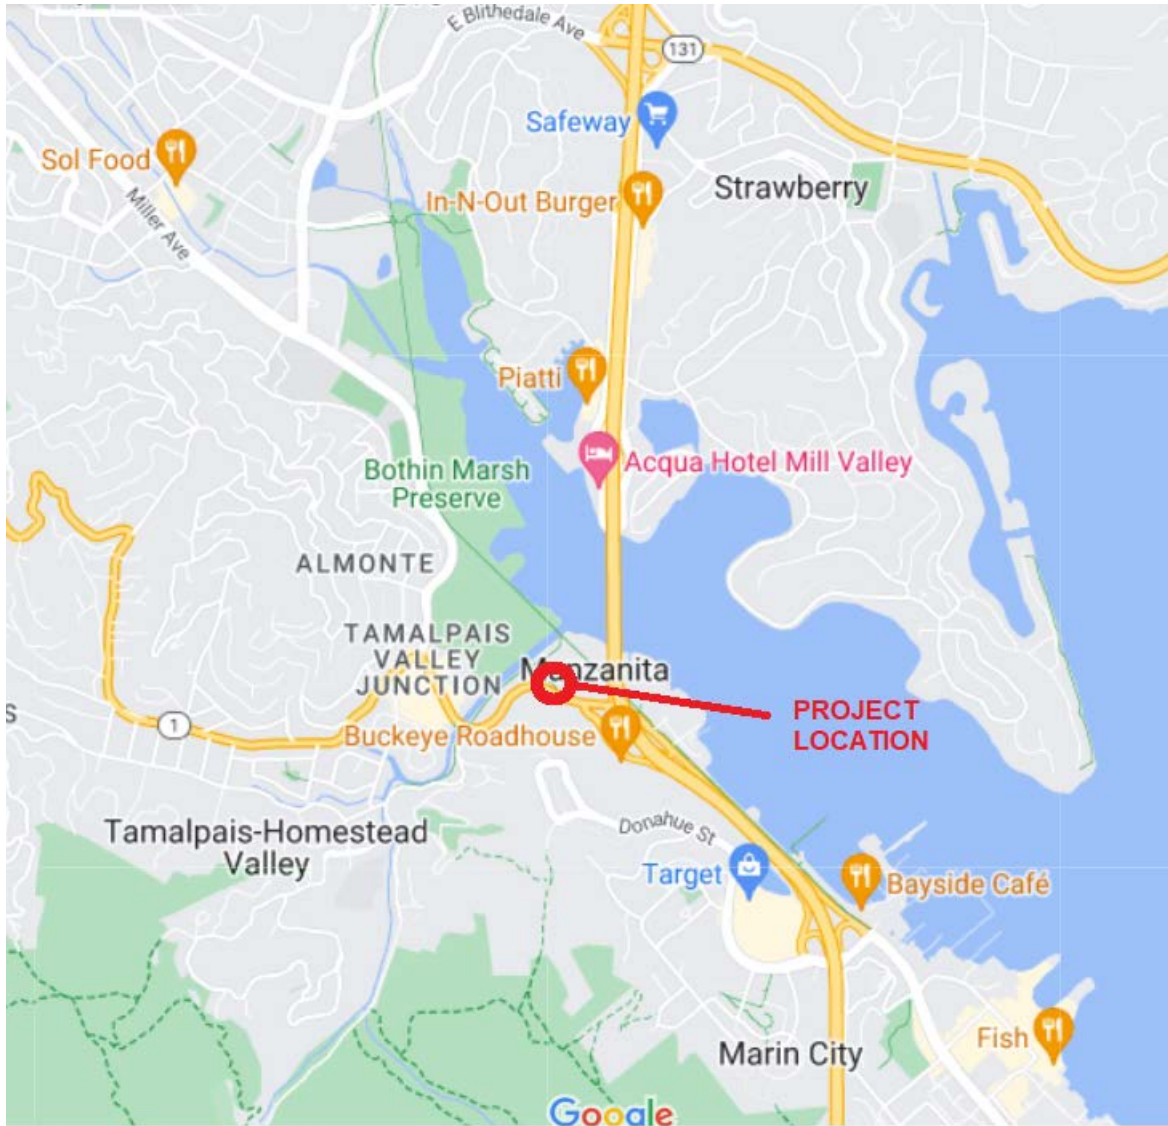 E Blithedale Ave
131
Safeway
Sol Food
Strawberry
In-N-Out Burger
Miller Ave
Piatti
Acqua Hotel Mill Valley
Bothin Marsh
Preserve
ALMONTE
TAMALPAIS
VALLEY
JUNCTION
Manzanita
1
PROJECT
LOCATION
Buckeye Roadhouse
Tamalpais-Homestead
Valley
Donahue St
Target
Bayside Café
Fish
Marin City
Google